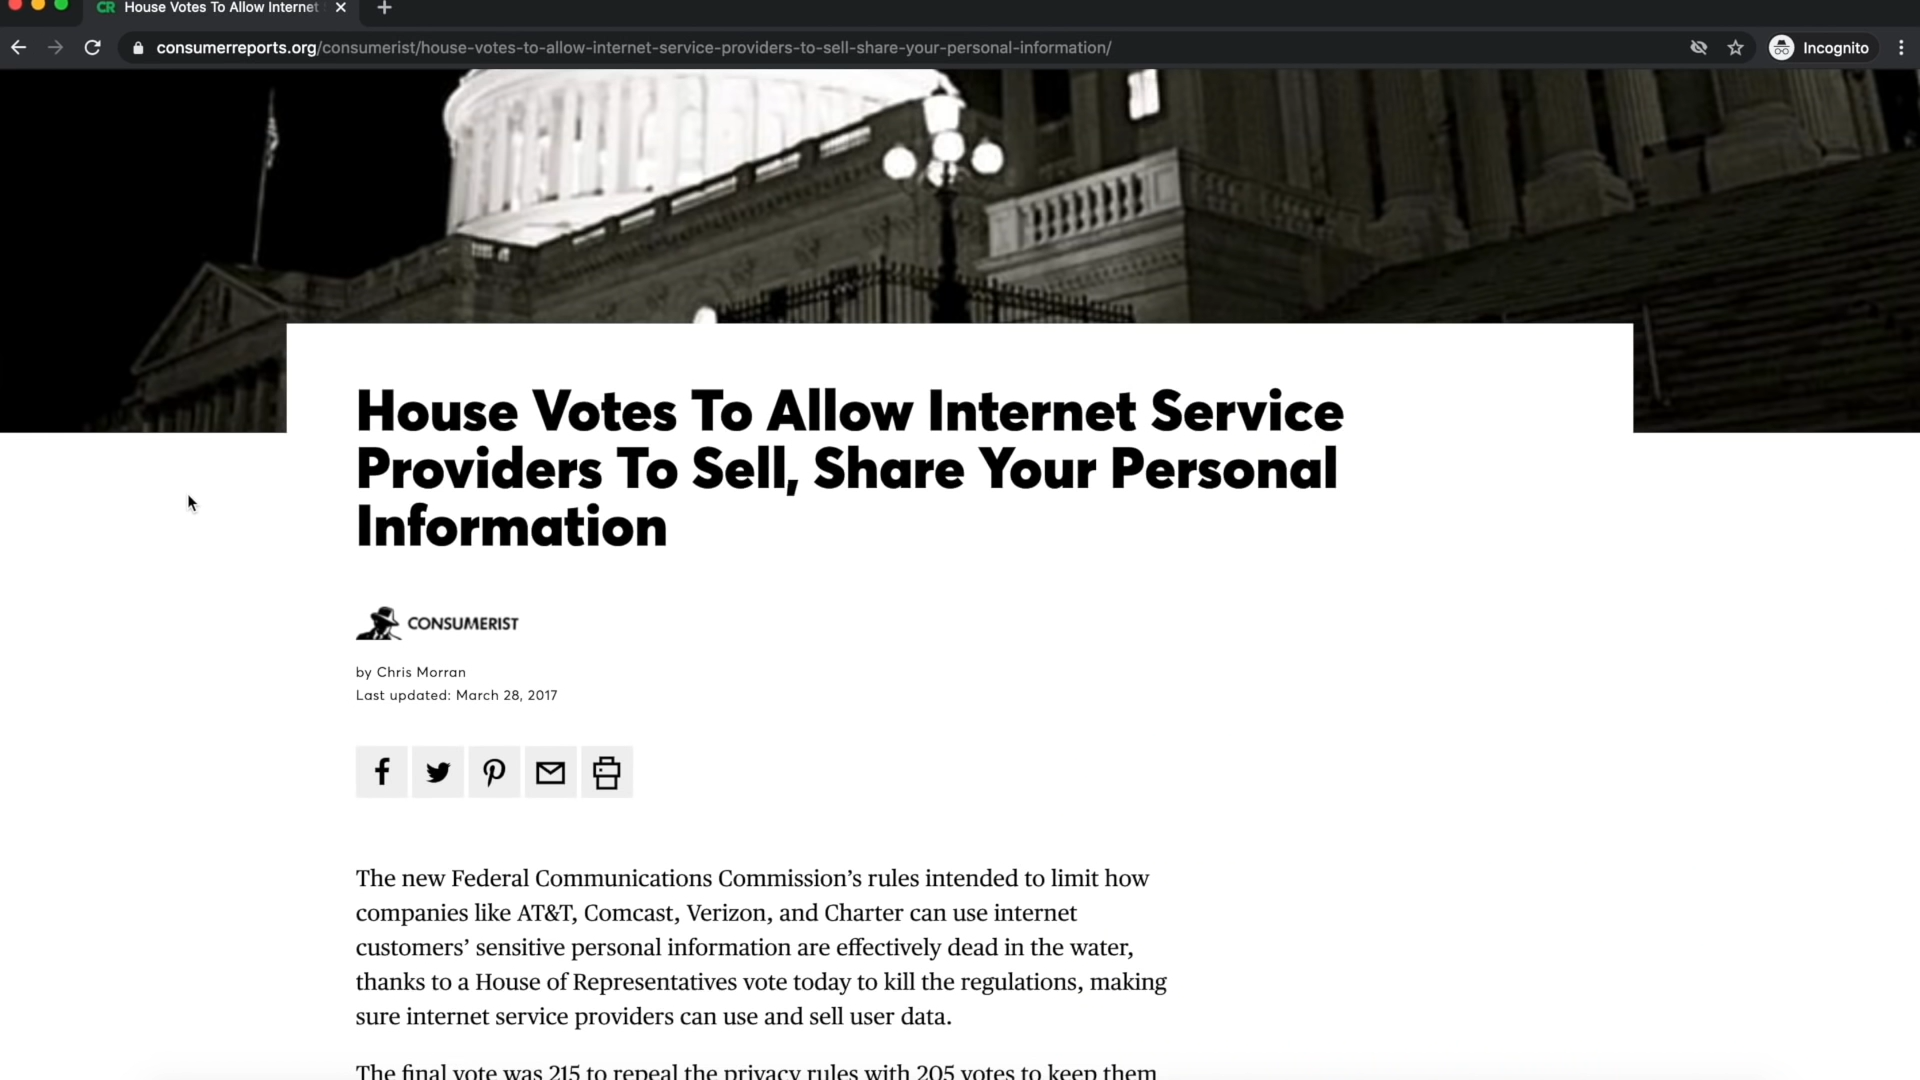 CR House Votes To Allow Internet
consumerreports.org/consumerist/house-votes-to-allow-internet-service-providers-to-sell-share-your-personal-information/
Incognito
House Votes To Allow Internet Service
Providers To Sell, Share Your Personal
Information
CONSUMERIST
by Chris Morran
Last updated: March 28, 2017
The new Federal Communications Commission’s rules intended to limit how
companies like AT&T, Comcast, Verizon, and Charter can use internet
customers’ sensitive personal information are effectively dead in the water,
thanks to a House of Representatives vote today to kill the regulations, making
sure internet service providers can use and sell user data.
The final vote was 215 to repeal the privacy rules with 205 votes to keep them